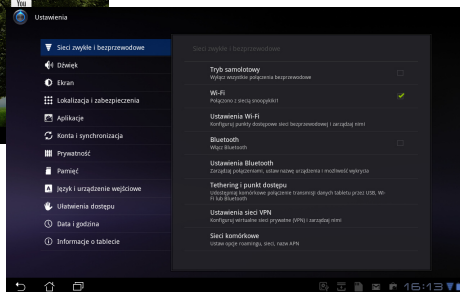 You
Ustawienia
Sieci zwykłe i bezprzewodowe
Dźwięk
Ekran
Lokalizacja i zabezpieczenia
Aplikacje
Konta i synchronizacja
Prywatność
Pamięć
Język i urządzenie wejściowe
Ułatwienia dostępu
Data i godzina
Informacje o tablecie
Sieci zwykłe i bezprzewodowe
Tryb samolotowy
Wyłącz wszystkie połączenia bezprzewodowe
Wi-Fi
Ustawienia Wi-Fi
Konfiguruj punkty dostępowe sieci bezprzewodowej i zarządzaj nimi
Bluetooth
Włącz Bluetooth
Ustawienia Bluetooth
Zarządzaj połączeniami, ustaw nazwę urządzenia i możliwość wykrycia
Tethering i punkt dostępu
Udostępniaj komórkowe połączenie transmisji danych tabletu przez USB, Wi-
Fi lub Bluetooth
Ustawienia sieci VPN
Konfiguruj wirtualne sieci prywatne (VPN) i zarządzaj nimi
Sieci komórkowe
Ustaw opcje roamingu, sieci, nazw APN
16:13